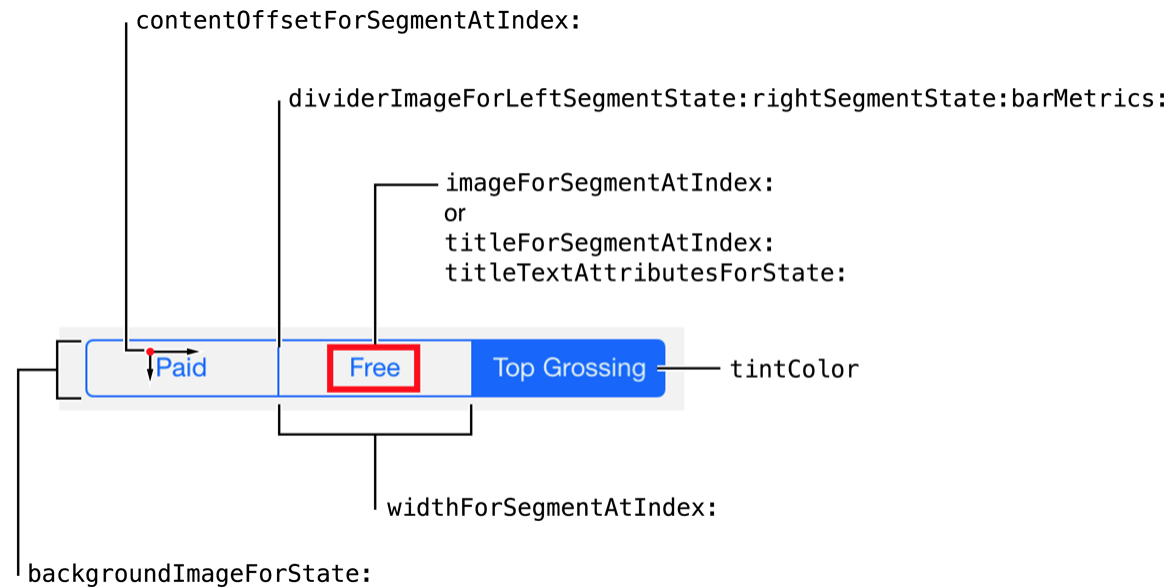 contentOffsetForSegmentAtIndex:
dividerImageForLeftSegmentState:rightSegmentState:barMetrics:
imageForSegmentAtIndex:
or
titleForSegmentAtIndex:
titleTextAttributesForState:
Paid Free Top Grossing tintColor
widthForSegmentAtIndex:
backgroundImageForState: